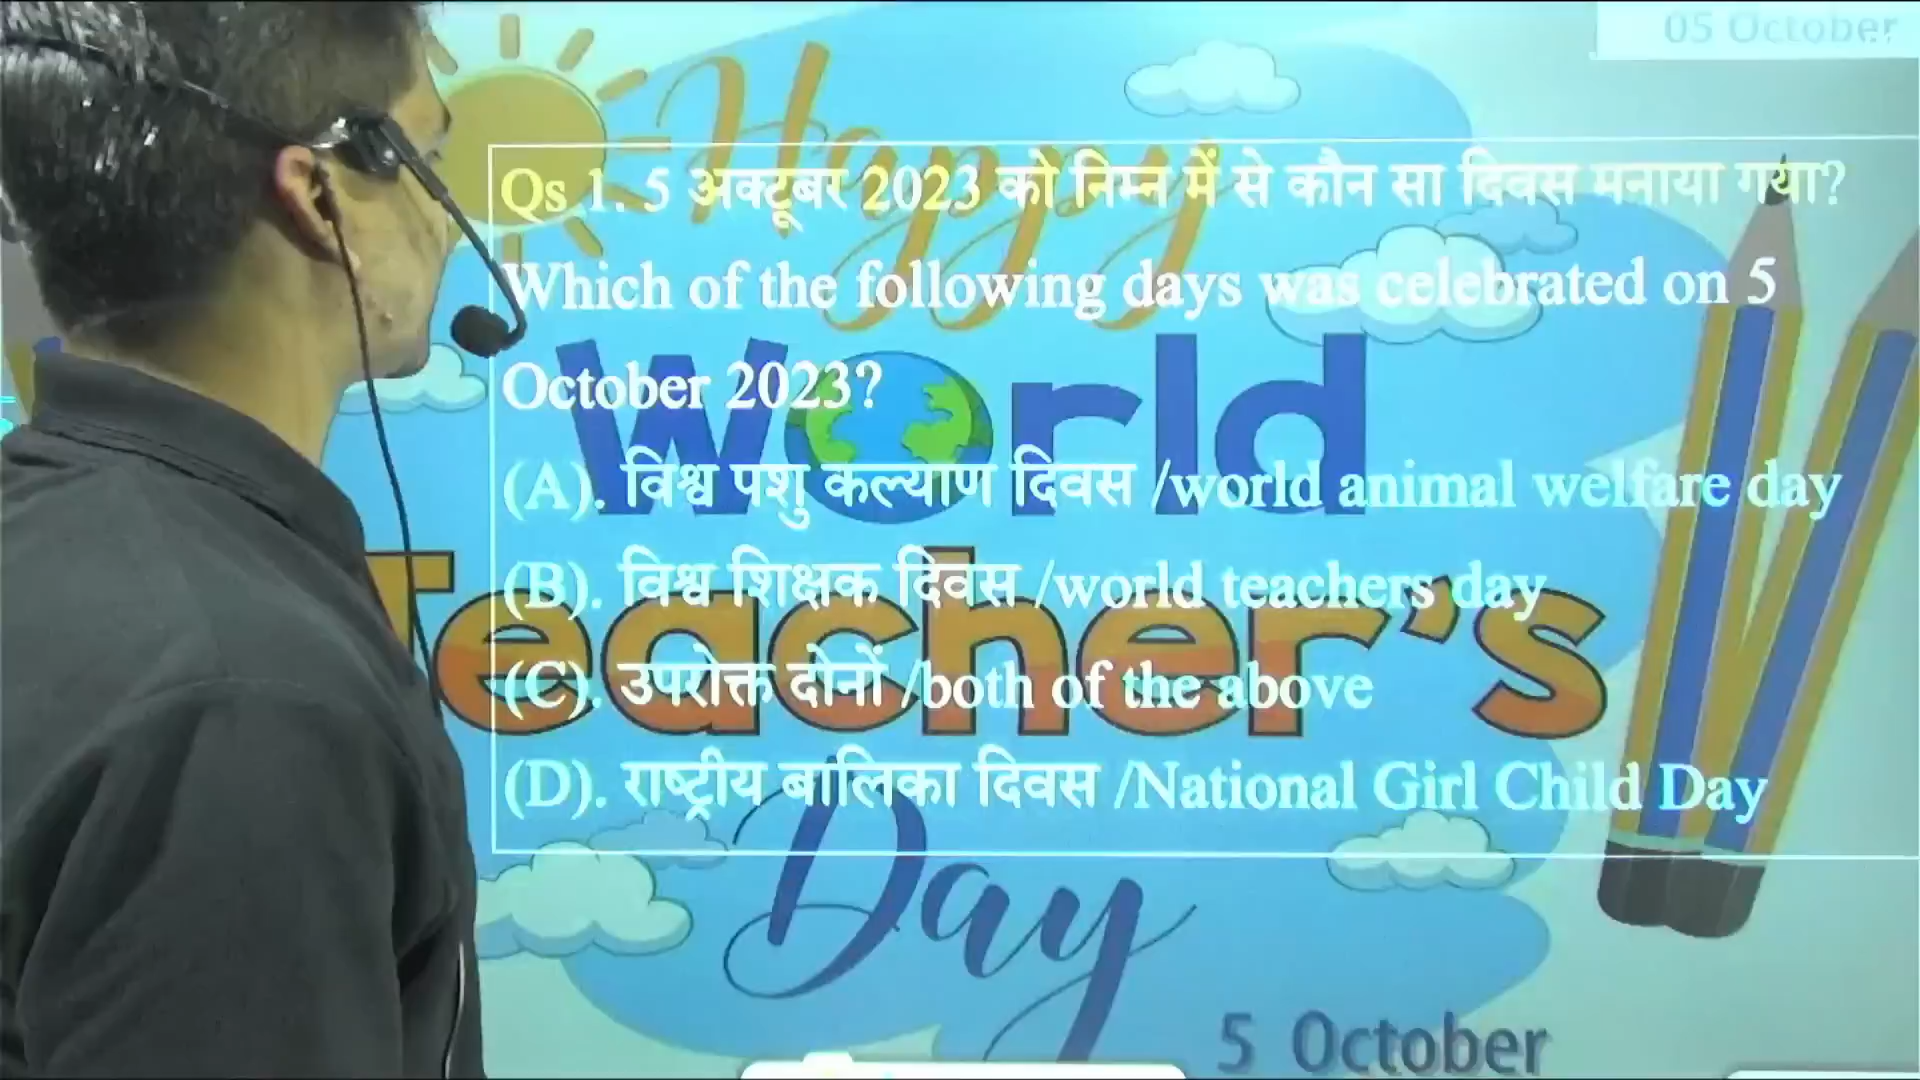 05 October
Happy
Qs 1. 5 अक्टूबर 2023 को निम्न में से कौन सा दिवस मनाया गया?
Which of the following days was celebrated on 5
October 2023?
World
(A). विश्व पशु कल्याण दिवस /world animal welfare day
(B). विश्व शिक्षक दिवस /world teachers day
Teacher's
(C). उपरोक्त दोनों /both of the above
(D). राष्ट्रीय बालिका दिवस /National Girl Child Day
Day
5 October